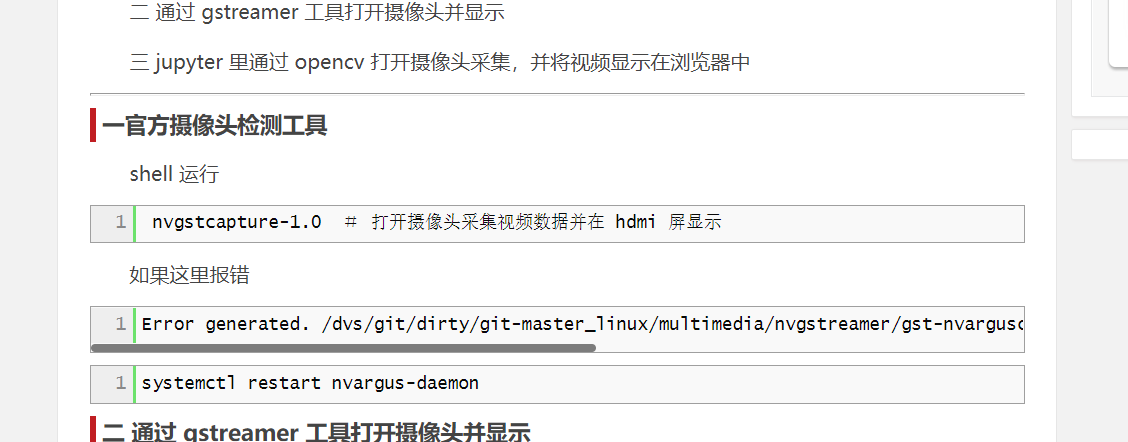 二 通过 gstreamer 工具打开摄像头并显示
三 jupyter 里通过 opencv 打开摄像头采集，并将视频显示在浏览器中
一官方摄像头检测工具
shell 运行
1 nvgstcapture-1.0 # 打开摄像头采集视频数据并在 hdmi 屏显示
如果这里报错
1 Error generated. /dvs/git/dirty/git-master_linux/multimedia/nvgstreamer/gst-nvarguso
1 systemctl restart nvargus-daemon
二 通过 gstreamer 工具打开摄像头并显示